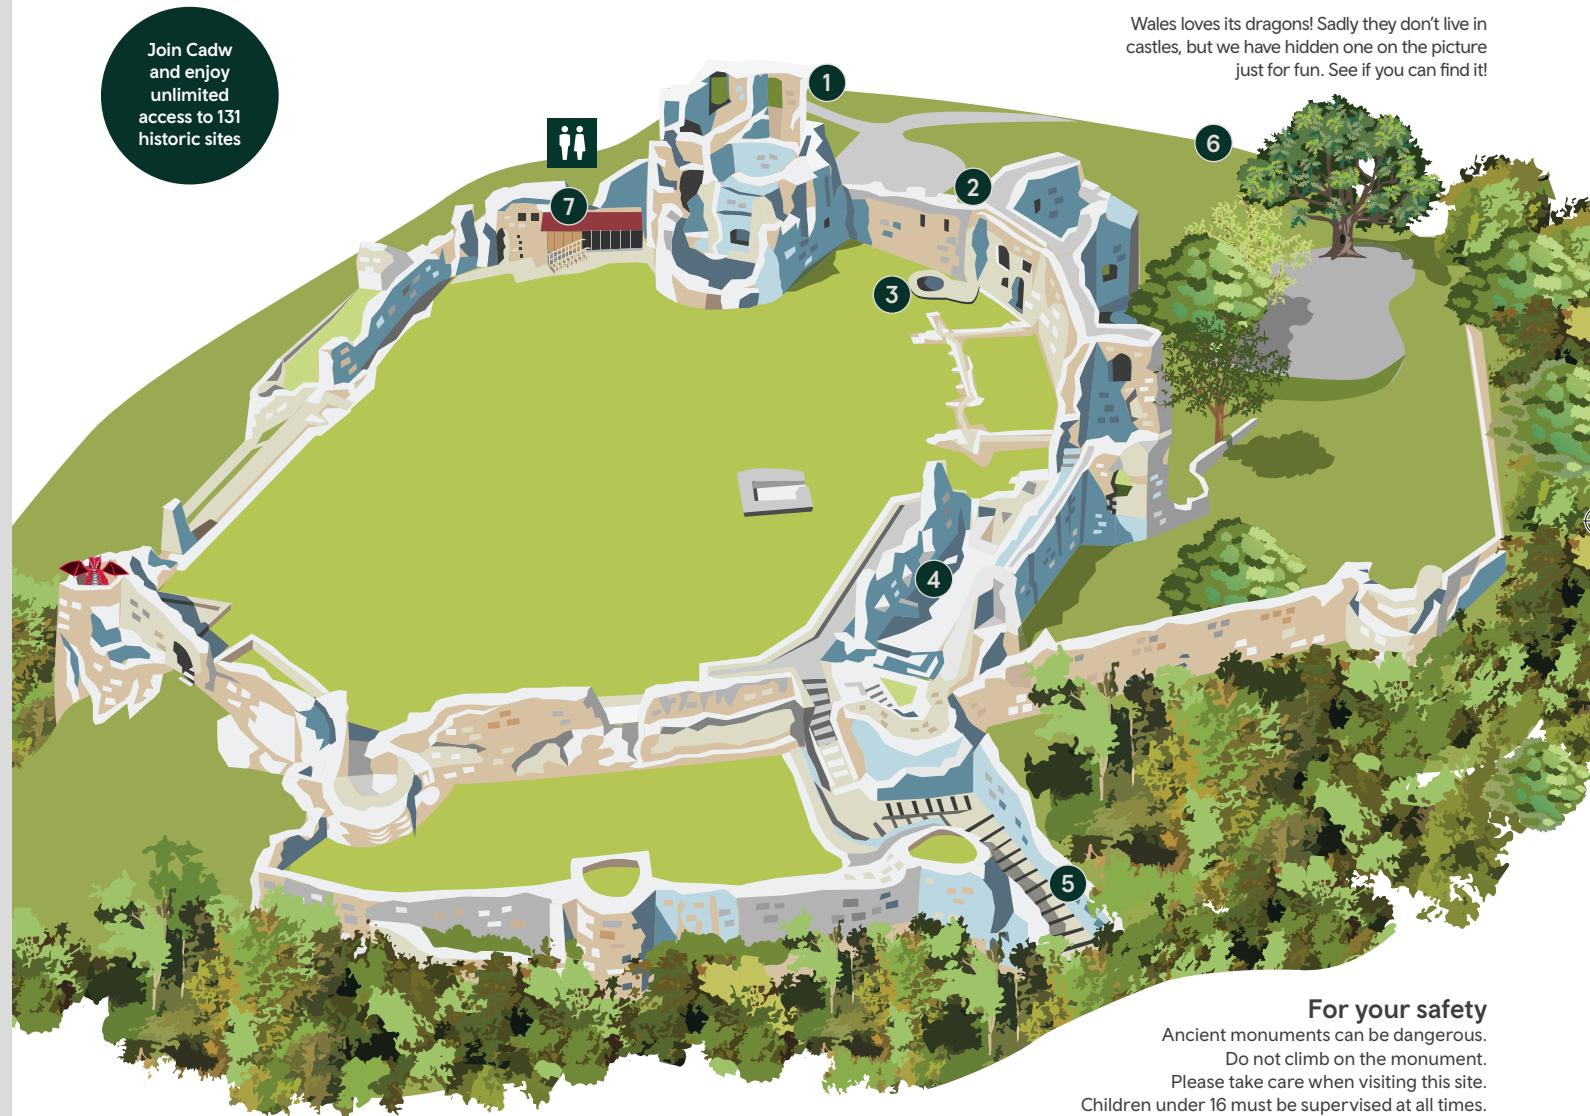 Join Cadw
and enjoy
unlimited
access to 131
historic sites
Wales loves its dragons! Sadly they don't live in
castles, but we have hidden one on the picture
just for fun. See if you can find it!
1
6
2
7
3
4
5
For your safety
Ancient monuments can be dangerous.
Do not climb on the monument.
Please take care when visiting this site.
Children under 16 must be supervised at all times.